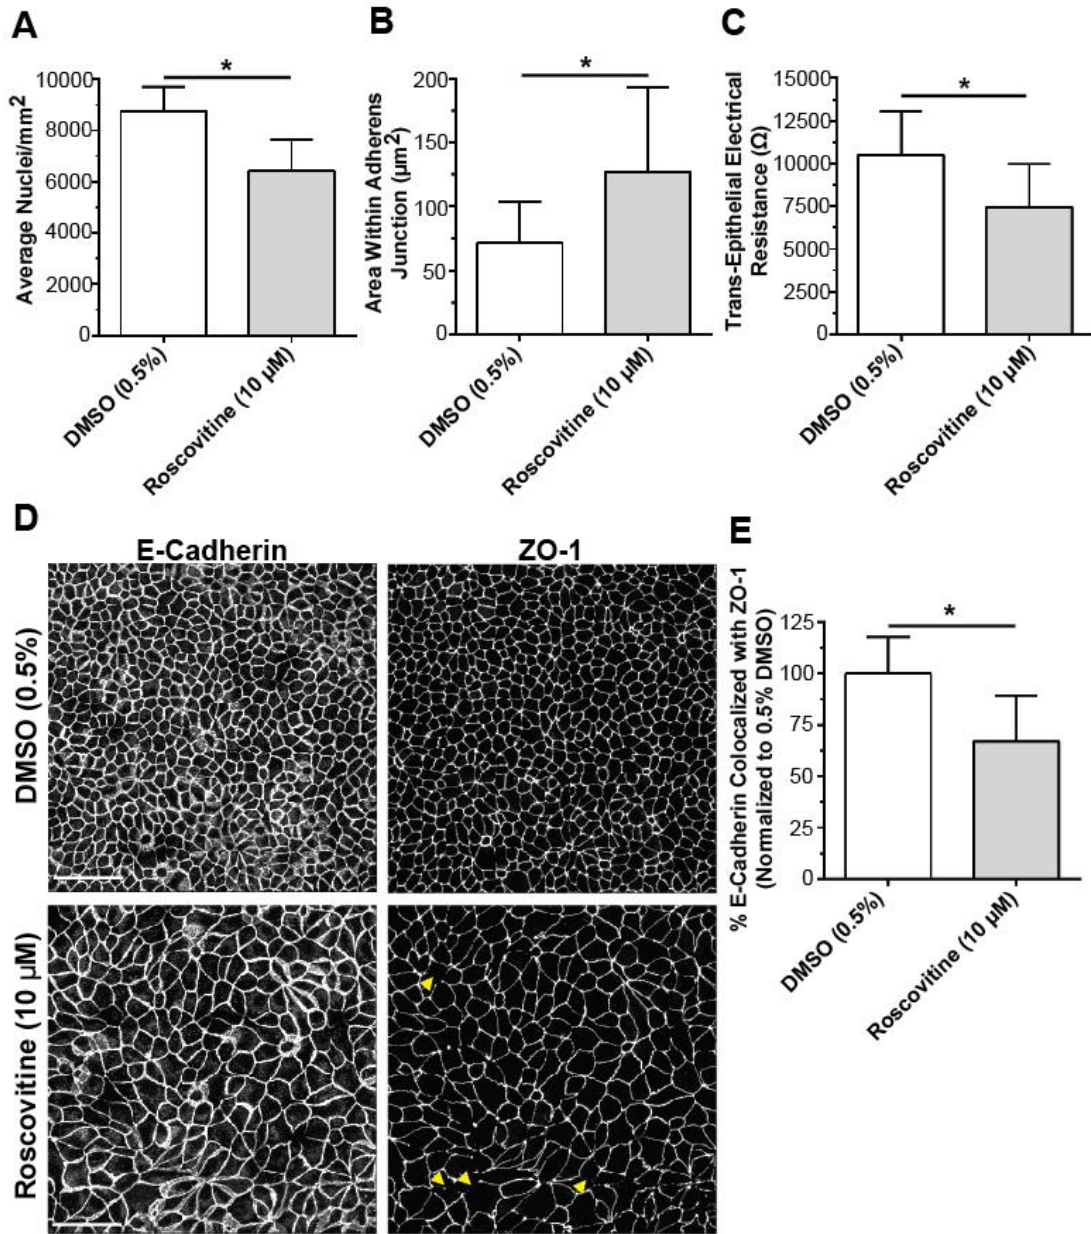 A
Average Nuclei/mm2
10000
8000
6000
4000
2000
0
*
DMSO (0.5%)
Roscovitine (10 µM)
B
Area Within Adherens
Junction (µm2)
200
150
100
50
0
*
DMSO (0.5%)
Roscovitine (10 µM)
C
Trans-Epithelial Electrical
Resistance (Ω)
15000
12500
10000
7500
5000
2500
0
*
DMSO (0.5%)
Roscovitine (10 µM)
D
E-Cadherin
ZO-1
DMSO (0.5%)
Roscovitine (10 µM)
E
% E-Cadherin Colocalized with ZO-1
(Normalized to 0.5% DMSO)
125
100
75
50
25
0
*
DMSO (0.5%)
Roscovitine (10 µM)